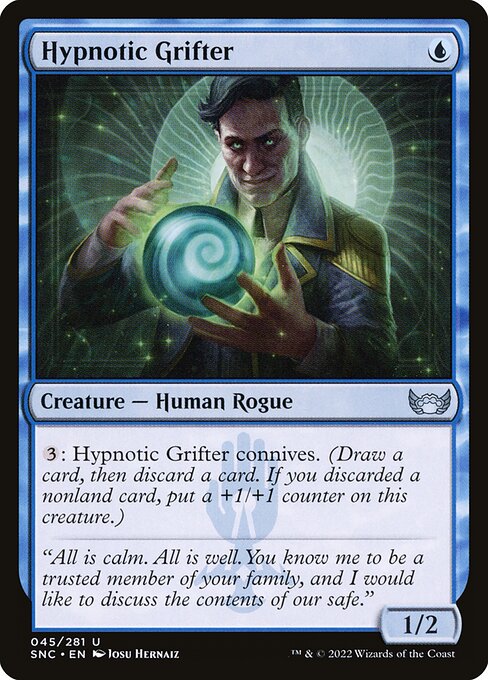 Hypnotic Grifter
Creature — Human Rogue
3: Hypnotic Grifter connives. (Draw a
card, then discard a card. If you discarded a
nonland card, put a +1/+1 counter on this
creature.)
“All is calm. All is well. You know me to be a
trusted member of your family, and I would
like to discuss the contents of our safe.”
1/2
045/281 U
SNC • EN Josu Hernaiz
™ & © 2022 Wizards of the Coast